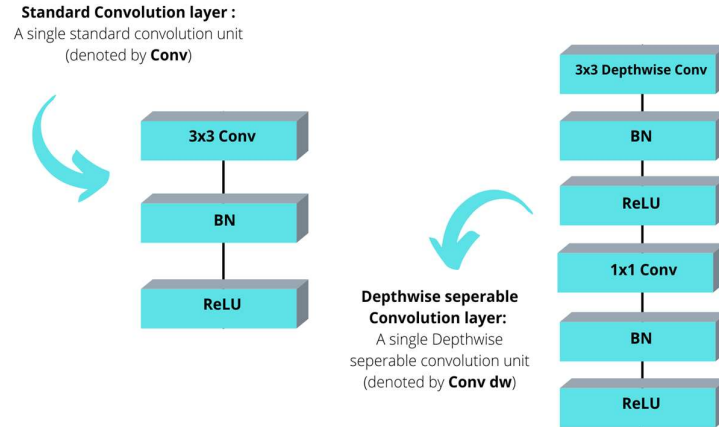 Standard Convolution layer :
A single standard convolution unit
(denoted by Conv)
3x3 Conv
BN
ReLU
Depthwise seperable
Convolution layer:
A single Depthwise
seperable convolution unit
(denoted by Conv dw)
3x3 Depthwise Conv
BN
ReLU
1x1 Conv
BN
ReLU